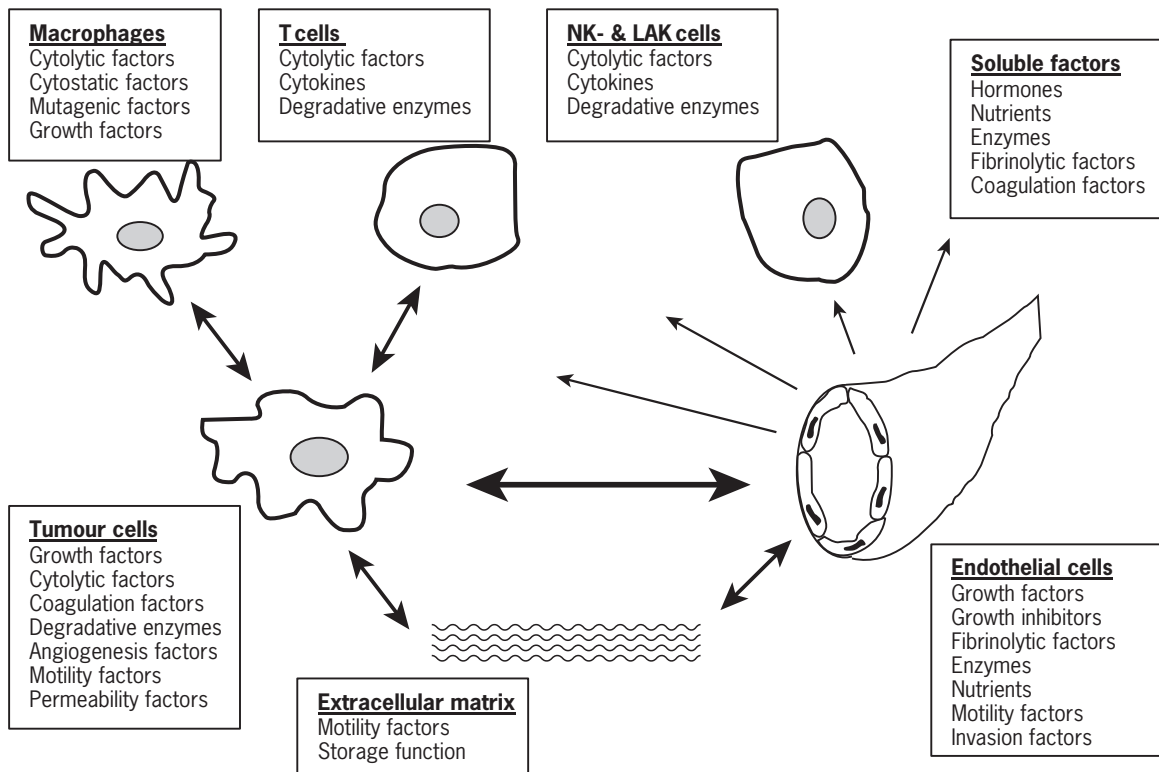 Macrophages
Cytolytic factors
Cytostatic factors
Mutagenic factors
Growth factors
T cells
Cytolytic factors
Cytokines
Degradative enzymes
NK- & LAK cells
Cytolytic factors
Cytokines
Degradative enzymes
Soluble factors
Hormones
Nutrients
Enzymes
Fibrinolytic factors
Coagulation factors
Tumour cells
Growth factors
Cytolytic factors
Coagulation factors
Degradative enzymes
Angiogenesis factors
Motility factors
Permeability factors
Extracellular matrix
Motility factors
Storage function
Endothelial cells
Growth factors
Growth inhibitors
Fibrinolytic factors
Enzymes
Nutrients
Motility factors
Invasion factors